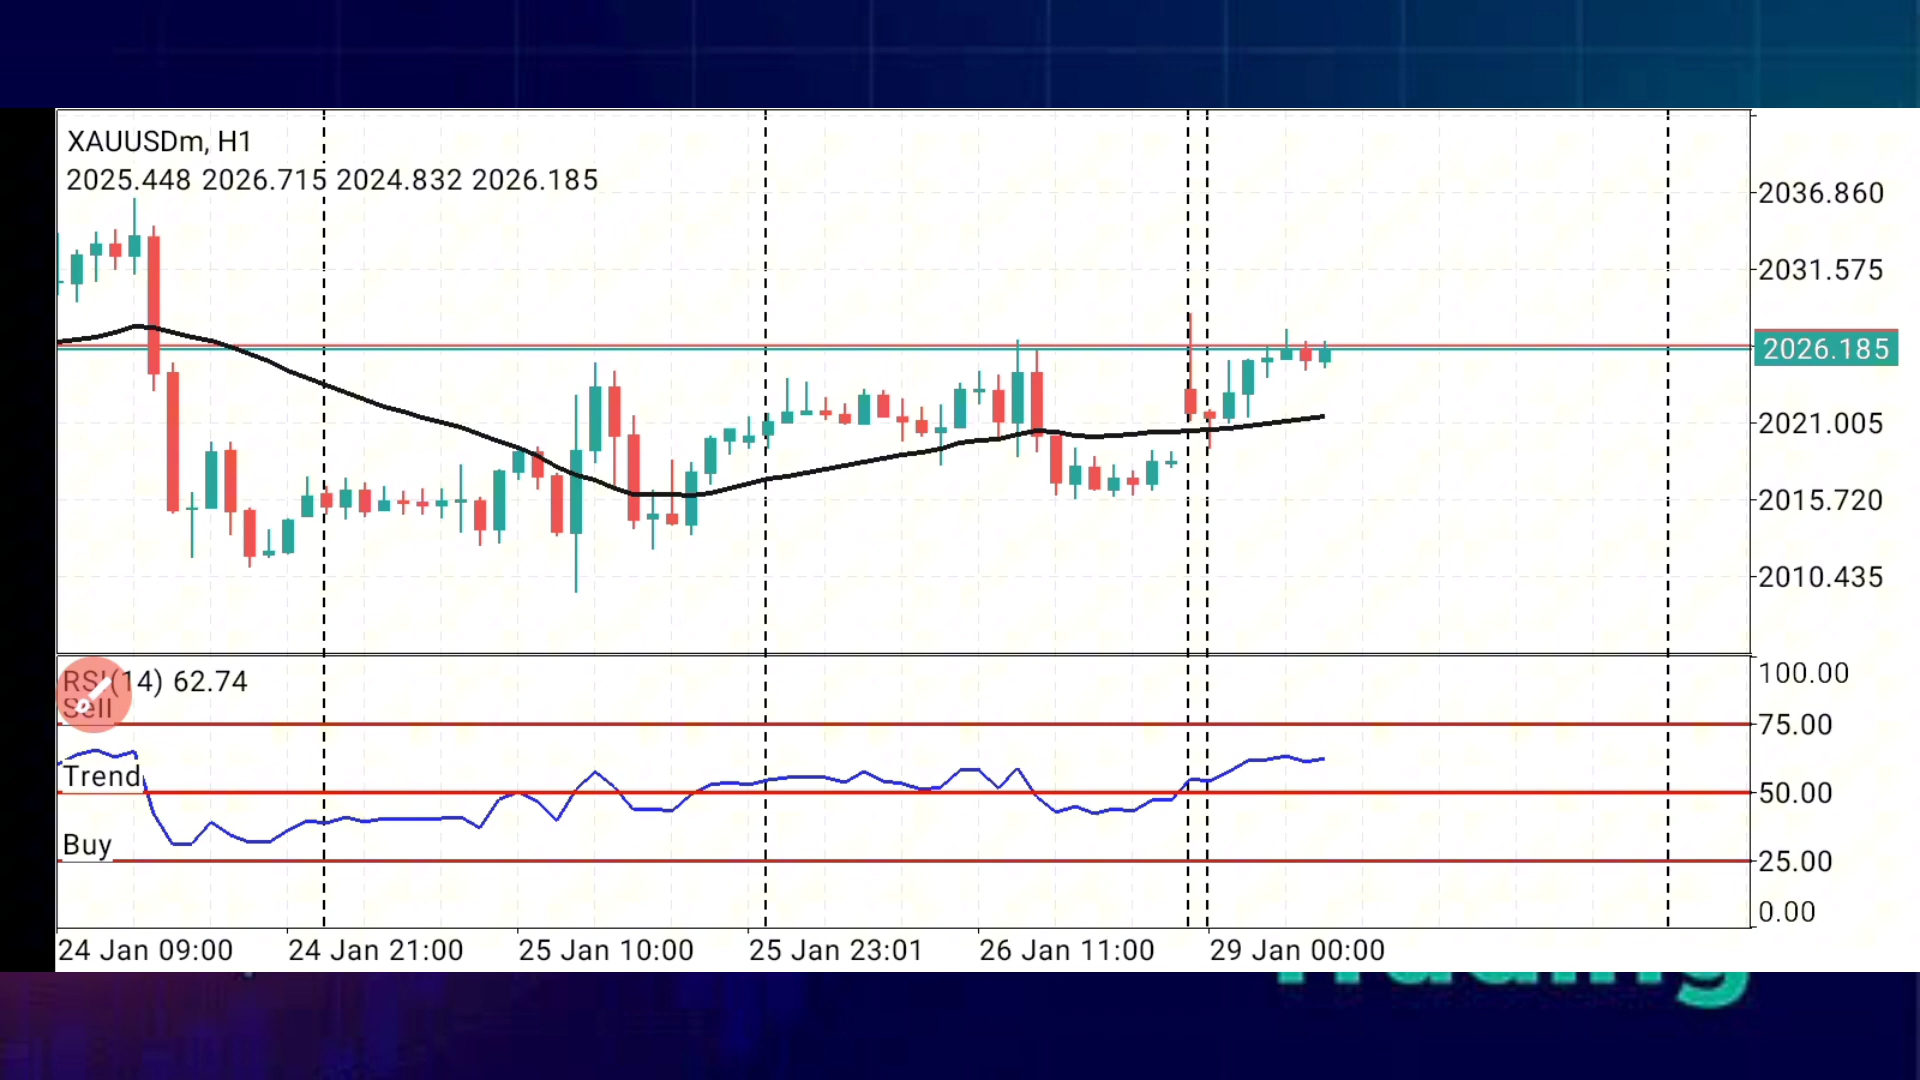 XAUUSDm, H1
2025.448 2026.715 2024.832 2026.185
2036.860
2031.575
2026.185
2021.005
2015.720
2010.435
RSI(14) 62.74
Sell
Trend
Buy
100.00
75.00
50.00
25.00
0.00
24 Jan 09:00 24 Jan 21:00 25 Jan 10:00 25 Jan 23:01 26 Jan 11:00 29 Jan 00:00